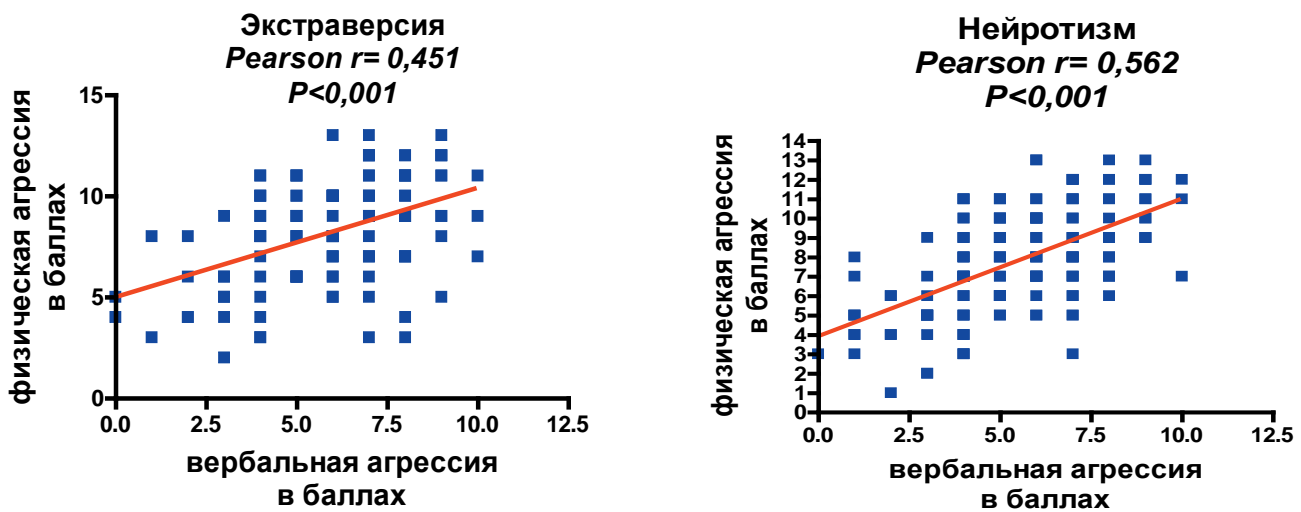 Экстраверсия
Pearson r= 0,451
P<0,001
физическая агрессия
в баллах
15
10
5
0
0.0 2.5 5.0 7.5 10.0 12.5
вербальная агрессия
в баллах
Нейротизм
Pearson r= 0,562
P<0,001
физическая агрессия
в баллах
14
13
12
11
10
9
8
7
6
5
4
3
2
1
0
0.0 2.5 5.0 7.5 10.0 12.5
вербальная агрессия
в баллах